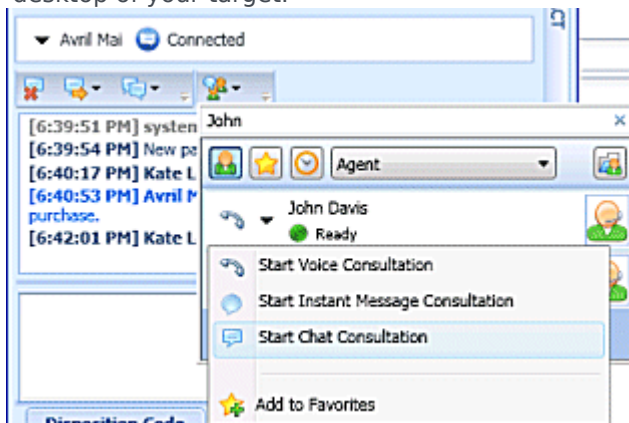 desktop of your target.
Avril Mai Connected
[6:39:51 PM] system
[6:39:54 PM] New pa
[6:40:17 PM] Kate L
[6:40:53 PM] Avril M
purchase.
[6:42:01 PM] Kate L
John
Agent
John Davis
Ready
Start Voice Consultation
Start Instant Message Consultation
Start Chat Consultation
Add to Favorites
Disposition Code
CT